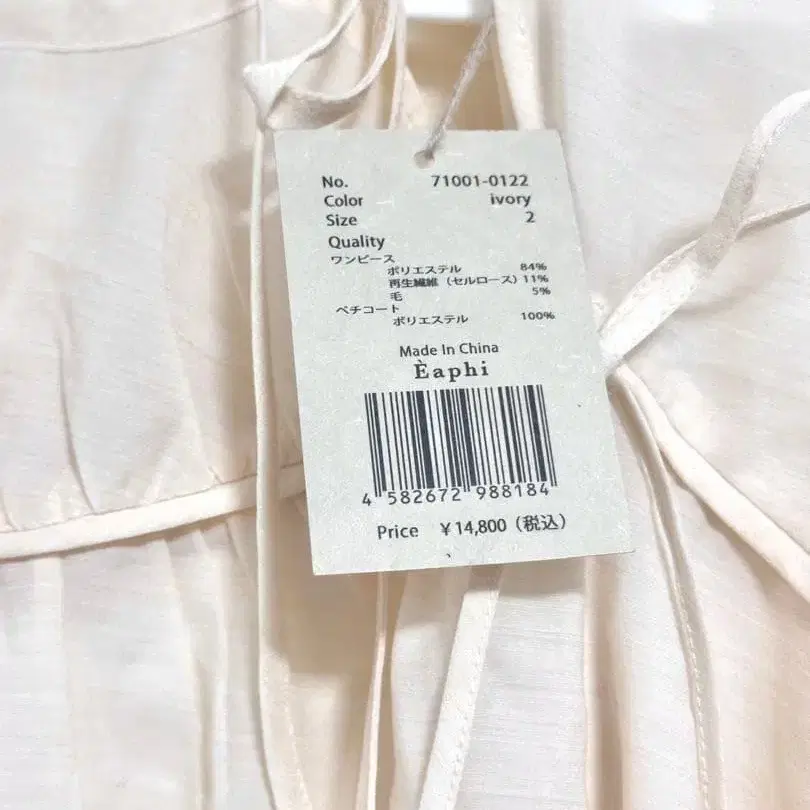 No. 71001-0122
Color ivory
Size 2
Quality
ワンピース
ポリエステル 84%
再生繊維（セルロース）11%
毛 5%
ペチコート
ポリエステル 100%
Made In China
Èaphi
4 582672 988184
Price ￥14,800（税込）